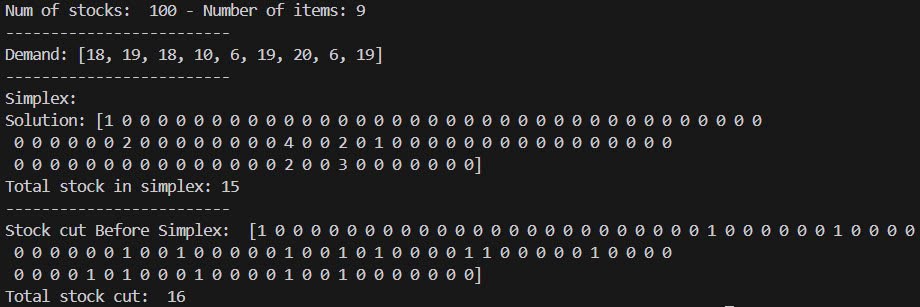 Num of stocks:  100 - Number of items: 9
-------------------------
Demand: [18, 19, 18, 10, 6, 19, 20, 6, 19]
-------------------------
Simplex:
Solution: [1 0 0 0 0 0 0 0 0 0 0 0 0 0 0 0 0 0 0 0 0 0 0 0 0 0 0 0 0 0 0 0 0 0 0 0 0
0 0 0 0 0 0 2 0 0 0 0 0 0 0 0 4 0 0 2 0 1 0 0 0 0 0 0 0 0 0 0 0 0 0 0 0 0
0 0 0 0 0 0 0 0 0 0 0 0 0 0 0 2 0 0 3 0 0 0 0 0 0 0]
Total stock in simplex: 15
-------------------------
Stock cut Before Simplex:  [1 0 0 0 0 0 0 0 0 0 0 0 0 0 0 0 0 0 0 0 0 0 0 0 0 1 0 0 0 0 0 0 1 0 0 0 0
0 0 0 0 0 0 1 0 0 1 0 0 0 0 0 1 0 0 1 0 1 0 0 0 0 1 1 0 0 0 0 0 1 0 0 0 0
0 0 0 0 1 0 1 0 0 0 1 0 0 0 0 1 0 0 1 0 0 0 0 0 0 0]
Total stock cut:  16